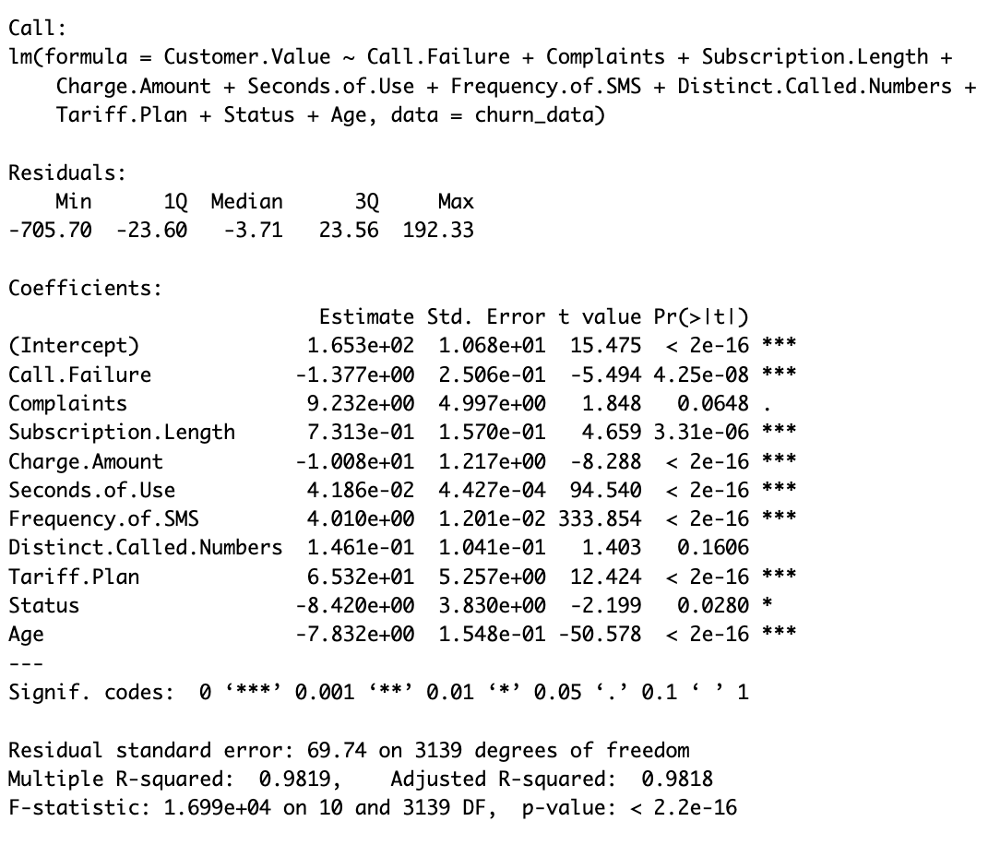 Call:
lm(formula = Customer.Value ~ Call.Failure + Complaints + Subscription.Length +
    Charge.Amount + Seconds.of.Use + Frequency.of.SMS + Distinct.Called.Numbers +
    Tariff.Plan + Status + Age, data = churn_data)

Residuals:
    Min      1Q  Median      3Q     Max
-705.70  -23.60   -3.71   23.56  192.33

Coefficients:
                          Estimate Std. Error t value Pr(>|t|)
(Intercept)              1.653e+02  1.068e+01  15.475  < 2e-16 ***
Call.Failure            -1.377e+00  2.506e-01  -5.494 4.25e-08 ***
Complaints               9.232e+00  4.997e+00   1.848   0.0648 .
Subscription.Length      7.313e-01  1.570e-01   4.659 3.31e-06 ***
Charge.Amount           -1.008e+01  1.217e+00  -8.288  < 2e-16 ***
Seconds.of.Use           4.186e-02  4.427e-04  94.540  < 2e-16 ***
Frequency.of.SMS         4.010e+00  1.201e-02 333.854  < 2e-16 ***
Distinct.Called.Numbers  1.461e-01  1.041e-01   1.403   0.1606
Tariff.Plan              6.532e+01  5.257e+00  12.424  < 2e-16 ***
Status                  -8.420e+00  3.830e+00  -2.199   0.0280 *
Age                     -7.832e+00  1.548e-01 -50.578  < 2e-16 ***
---
Signif. codes:  0 ‘***’ 0.001 ‘**’ 0.01 ‘*’ 0.05 ‘.’ 0.1 ‘ ’ 1

Residual standard error: 69.74 on 3139 degrees of freedom
Multiple R-squared:  0.9819,    Adjusted R-squared:  0.9818
F-statistic: 1.699e+04 on 10 and 3139 DF,  p-value: < 2.2e-16